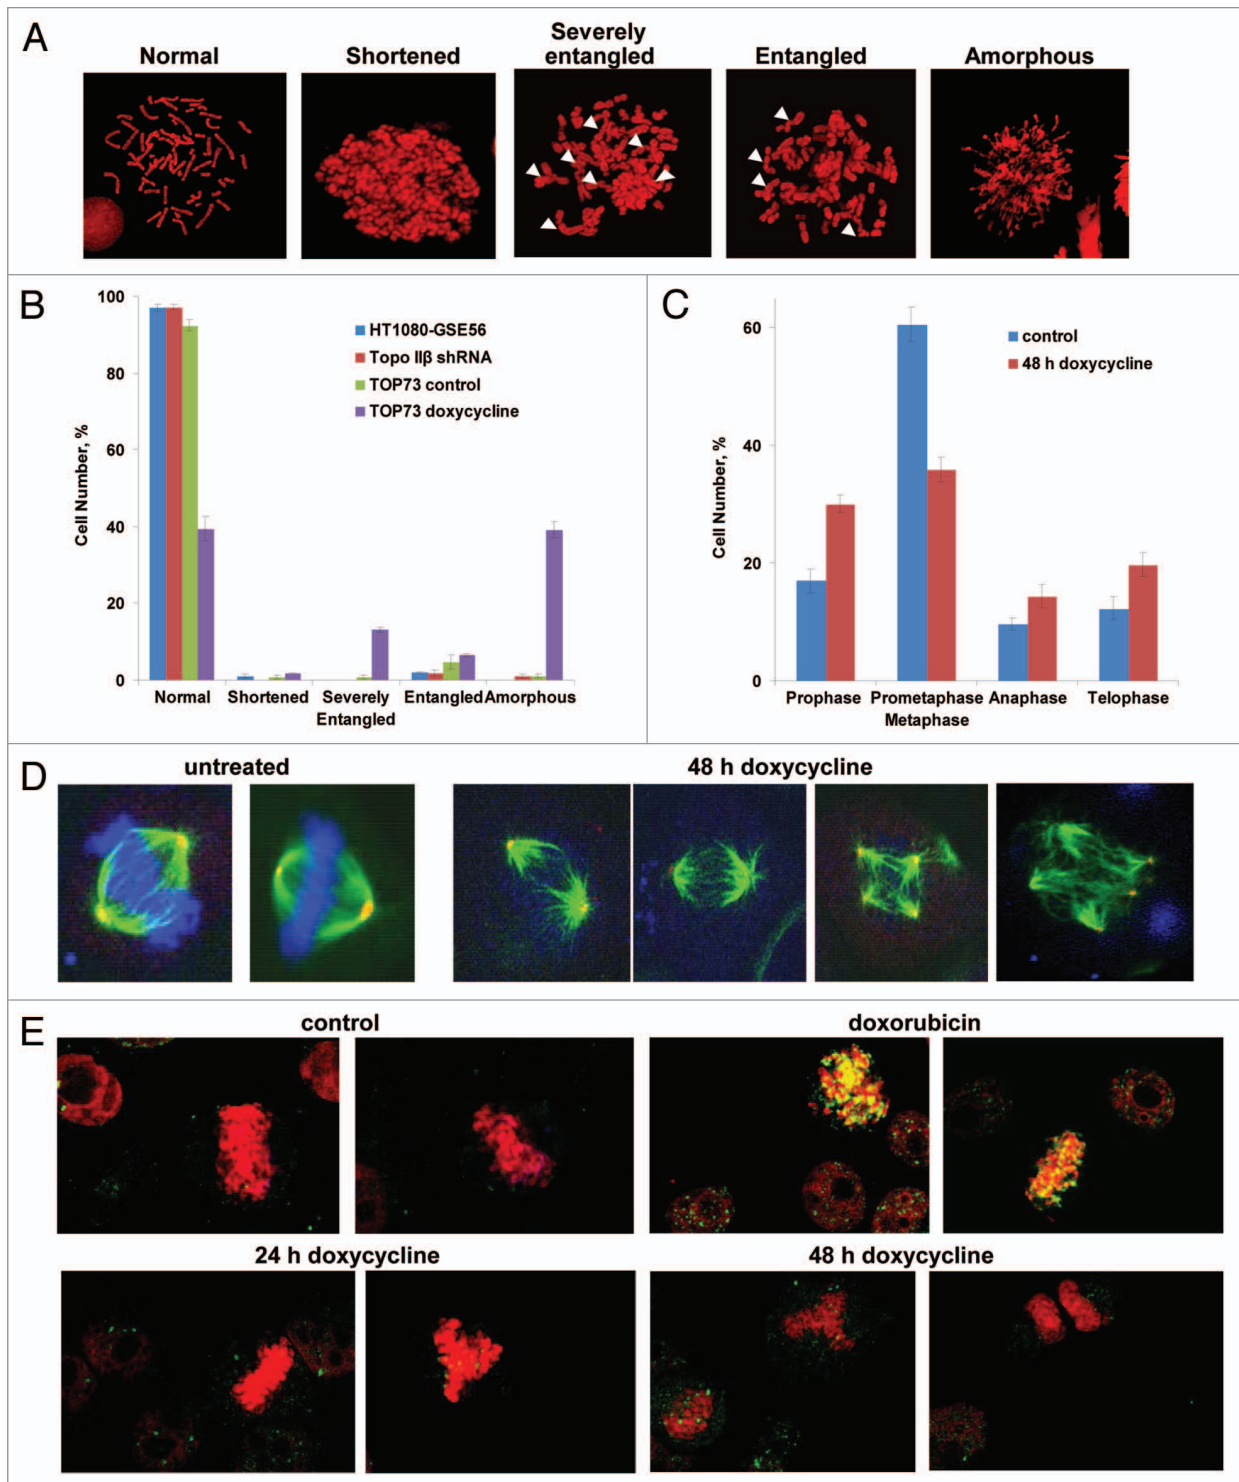 A
Normal
Shortened
Severely
entangled
Entangled
Amorphous
B
100
80
60
40
20
0
Cell Number, %
HT1080-GSE56
Topo IIβ shRNA
TOP73 control
TOP73 doxycycline
Normal
Shortened
Severely
Entangled
Entangled
Amorphous
C
60
40
20
0
Cell Number, %
control
48 h doxycycline
Prophase
Prometaphase
Metaphase
Anaphase
Telophase
D
untreated
48 h doxycycline
E
control
doxorubicin
24 h doxycycline
48 h doxycycline